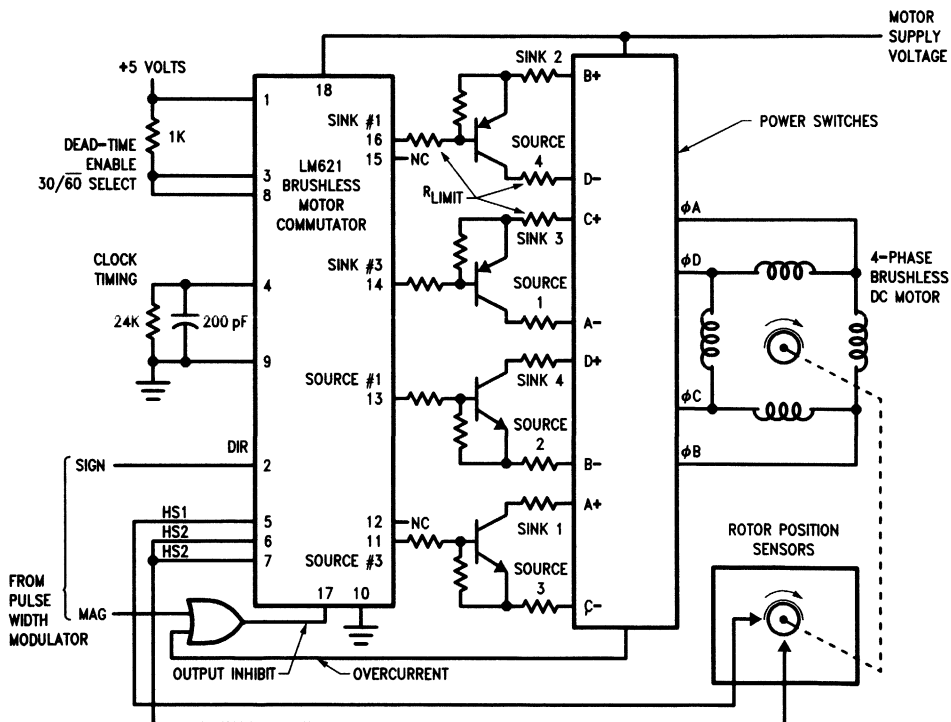 MOTOR
SUPPLY
VOLTAGE
+5 VOLTS
1K
DEAD-TIME
ENABLE
30/6̅0̅ SELECT
CLOCK
TIMING
24K
200 pF
18
1
3
8
4
9
2
5
6
7
17
10
SINK #1
16
15
NC
LM621
BRUSHLESS
MOTOR
COMMUTATOR
SINK #3
14
SOURCE #1
13
12
NC
11
SOURCE #3
DIR
SIGN
HS1
HS2
HS2
FROM
PULSE
WIDTH
MODULATOR
MAG
OUTPUT INHIBIT
OVERCURRENT
SINK 2
B+
SOURCE
4
D−
RLIMIT
C+
SINK 3
SOURCE
1
A−
D+
SINK 4
SOURCE
2
B−
A+
SINK 1
SOURCE
3
C−
POWER SWITCHES
ϕA
ϕD
ϕC
ϕB
4-PHASE
BRUSHLESS
DC MOTOR
ROTOR POSITION
SENSORS